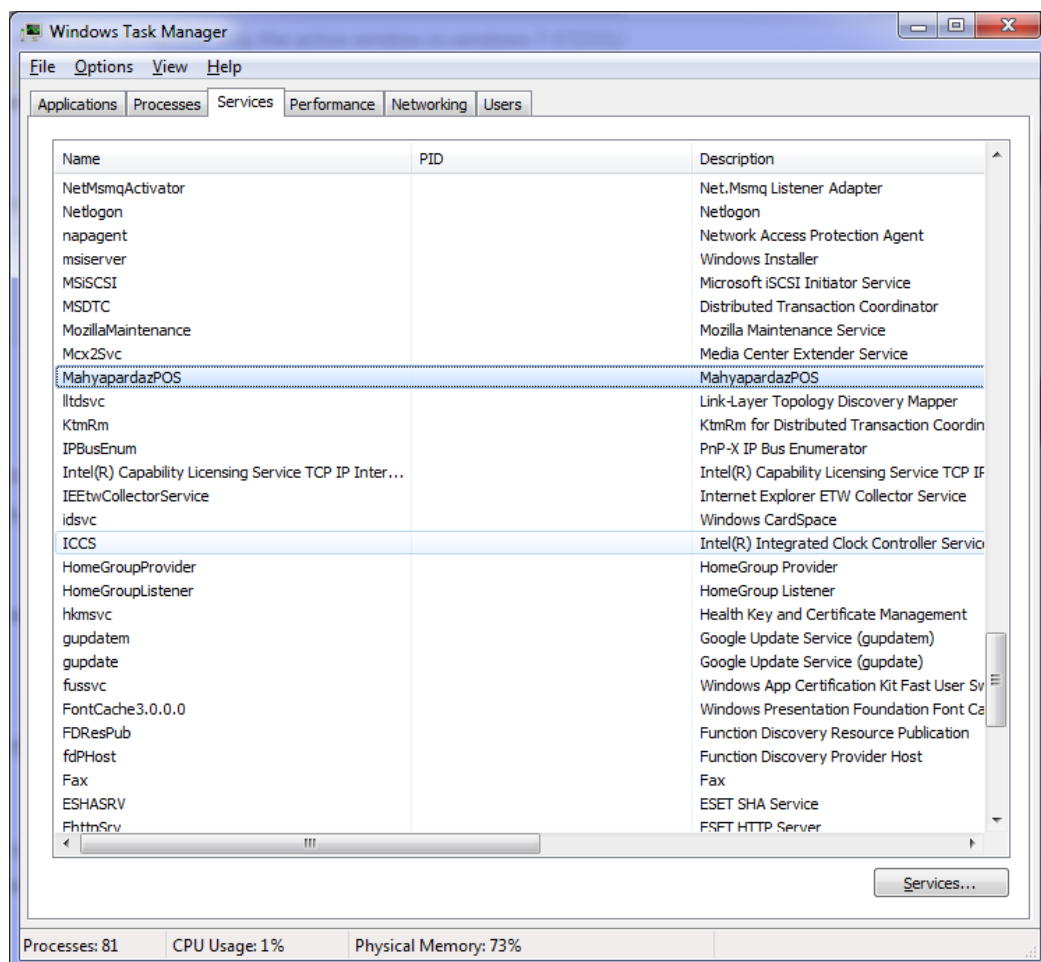 Windows Task Manager
File Options View Help
Applications Processes Services Performance Networking Users
Name PID Description
NetMsmqActivator Net.Msmq Listener Adapter
Netlogon Netlogon
napagent Network Access Protection Agent
msiserver Windows Installer
MSiSCSI Microsoft iSCSI Initiator Service
MSDTC Distributed Transaction Coordinator
MozillaMaintenance Mozilla Maintenance Service
Mcx2Svc Media Center Extender Service
MahyapardazPOS MahyapardazPOS
lltdsvc Link-Layer Topology Discovery Mapper
KtmRm KtmRm for Distributed Transaction Coordin
IPBusEnum PnP-X IP Bus Enumerator
Intel(R) Capability Licensing Service TCP IP Inter... Intel(R) Capability Licensing Service TCP IP
IEEtwCollectorService Internet Explorer ETW Collector Service
idsvc Windows CardSpace
ICCS Intel(R) Integrated Clock Controller Service
HomeGroupProvider HomeGroup Provider
HomeGroupListener HomeGroup Listener
hkmsvc Health Key and Certificate Management
gupdatem Google Update Service (gupdatem)
gupdate Google Update Service (gupdate)
fussvc Windows App Certification Kit Fast User Sw
FontCache3.0.0.0 Windows Presentation Foundation Font Ca
FDResPub Function Discovery Resource Publication
fdPHost Function Discovery Provider Host
Fax Fax
ESHASRV ESET SHA Service
EhttpSrv ESET HTTP Server
Services...
Processes: 81 CPU Usage: 1% Physical Memory: 73%